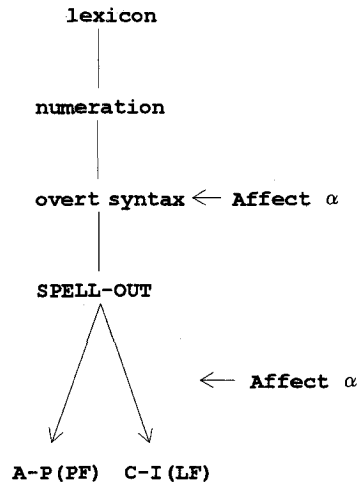 lexicon
numeration
overt syntax ← Affect α
SPELL-OUT
← Affect α
A-P(PF) C-I(LF)